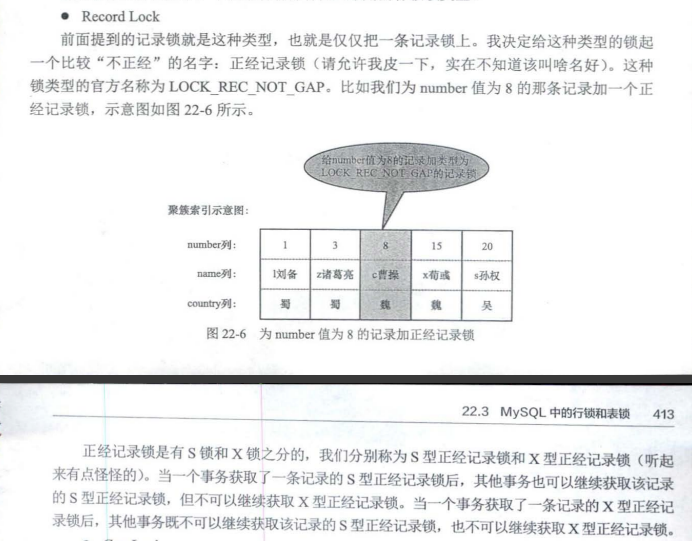 ● Record Lock
前面提到的记录锁就是这种类型，也就是仅仅把一条记录锁上。我决定给这种类型的锁起
一个比较“不正经”的名字：正经记录锁（请允许我皮一下，实在不知道该叫啥名好）。这种
锁类型的官方名称为 LOCK_REC_NOT_GAP。比如我们为 number 值为 8 的那条记录加一个正
经记录锁，示意图如图 22-6 所示。
给number值为8的记录加类型为
LOCK_REC_NOT_GAP的记录锁
聚簇索引示意图：
number列： 1 3 8 15 20
name列： l刘备 z诸葛亮 c曹操 x荀彧 s孙权
country列： 蜀 蜀 魏 魏 吴
图 22-6 为 number 值为 8 的记录加正经记录锁
22.3 MySQL 中的行锁和表锁 413
正经记录锁是有 S 锁和 X 锁之分的，我们分别称为 S 型正经记录锁和 X 型正经记录锁（听起
来有点怪怪的）。当一个事务获取了一条记录的 S 型正经记录锁后，其他事务也可以继续获取该记录
的 S 型正经记录锁，但不可以继续获取 X 型正经记录锁。当一个事务获取了一条记录的 X 型正经记
录锁后，其他事务既不可以继续获取该记录的 S 型正经记录锁，也不可以继续获取 X 型正经记录锁。